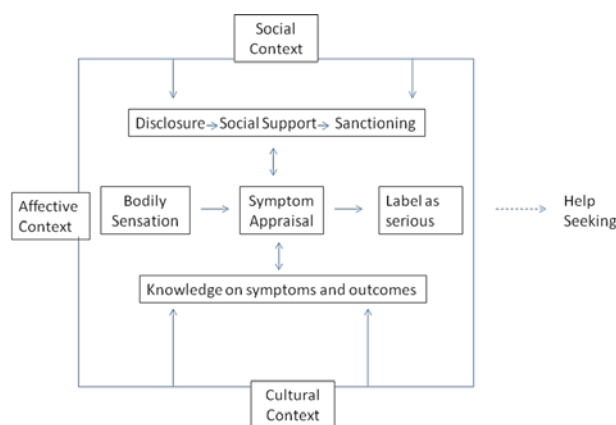 Social
Context
Disclosure → Social Support → Sanctioning
Affective
Context
Bodily
Sensation
Symptom
Appraisal
Label as
serious
Help
Seeking
Knowledge on symptoms and outcomes
Cultural
Context